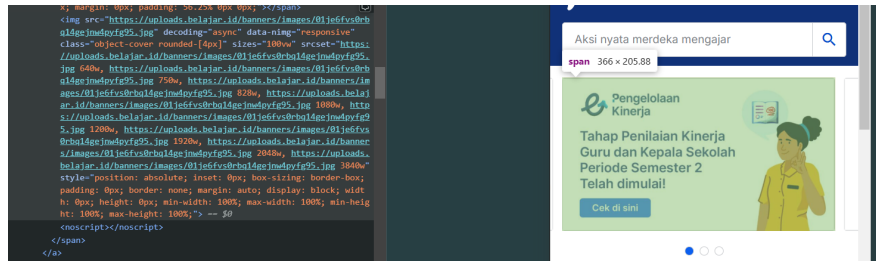 x; margin: 0px; padding: 56.25% 0px 0px;"></span>
<img src="https://uploads.belajar.id/banners/images/01je6fvs0rb
q14gejnw4pyfg95.jpg" decoding="async" data-nimg="responsive"
class="object-cover rounded-[4px]" sizes="100vw" srcset="https:
//uploads.belajar.id/banners/images/01je6fvs0rbq14gejnw4pyfg95.
jpg 640w, https://uploads.belajar.id/banners/images/01je6fvs0rb
q14gejnw4pyfg95.jpg 750w, https://uploads.belajar.id/banners/im
ages/01je6fvs0rbq14gejnw4pyfg95.jpg 828w, https://uploads.belaj
ar.id/banners/images/01je6fvs0rbq14gejnw4pyfg95.jpg 1080w, http
s://uploads.belajar.id/banners/images/01je6fvs0rbq14gejnw4pyfg9
5.jpg 1200w, https://uploads.belajar.id/banners/images/01je6fvs
0rbq14gejnw4pyfg95.jpg 1920w, https://uploads.belajar.id/banner
s/images/01je6fvs0rbq14gejnw4pyfg95.jpg 2048w, https://uploads.
belajar.id/banners/images/01je6fvs0rbq14gejnw4pyfg95.jpg 3840w"
style="position: absolute; inset: 0px; box-sizing: border-box;
padding: 0px; border: none; margin: auto; display: block; widt
h: 0px; height: 0px; min-width: 100%; max-width: 100%; min-heig
ht: 100%; max-height: 100%;"> == $0
<noscript></noscript>
</span>
</a>
Aksi nyata merdeka mengajar
span 366 × 205.88
Pengelolaan
Kinerja
Tahap Penilaian Kinerja
Guru dan Kepala Sekolah
Periode Semester 2
Telah dimulai!
Cek di sini